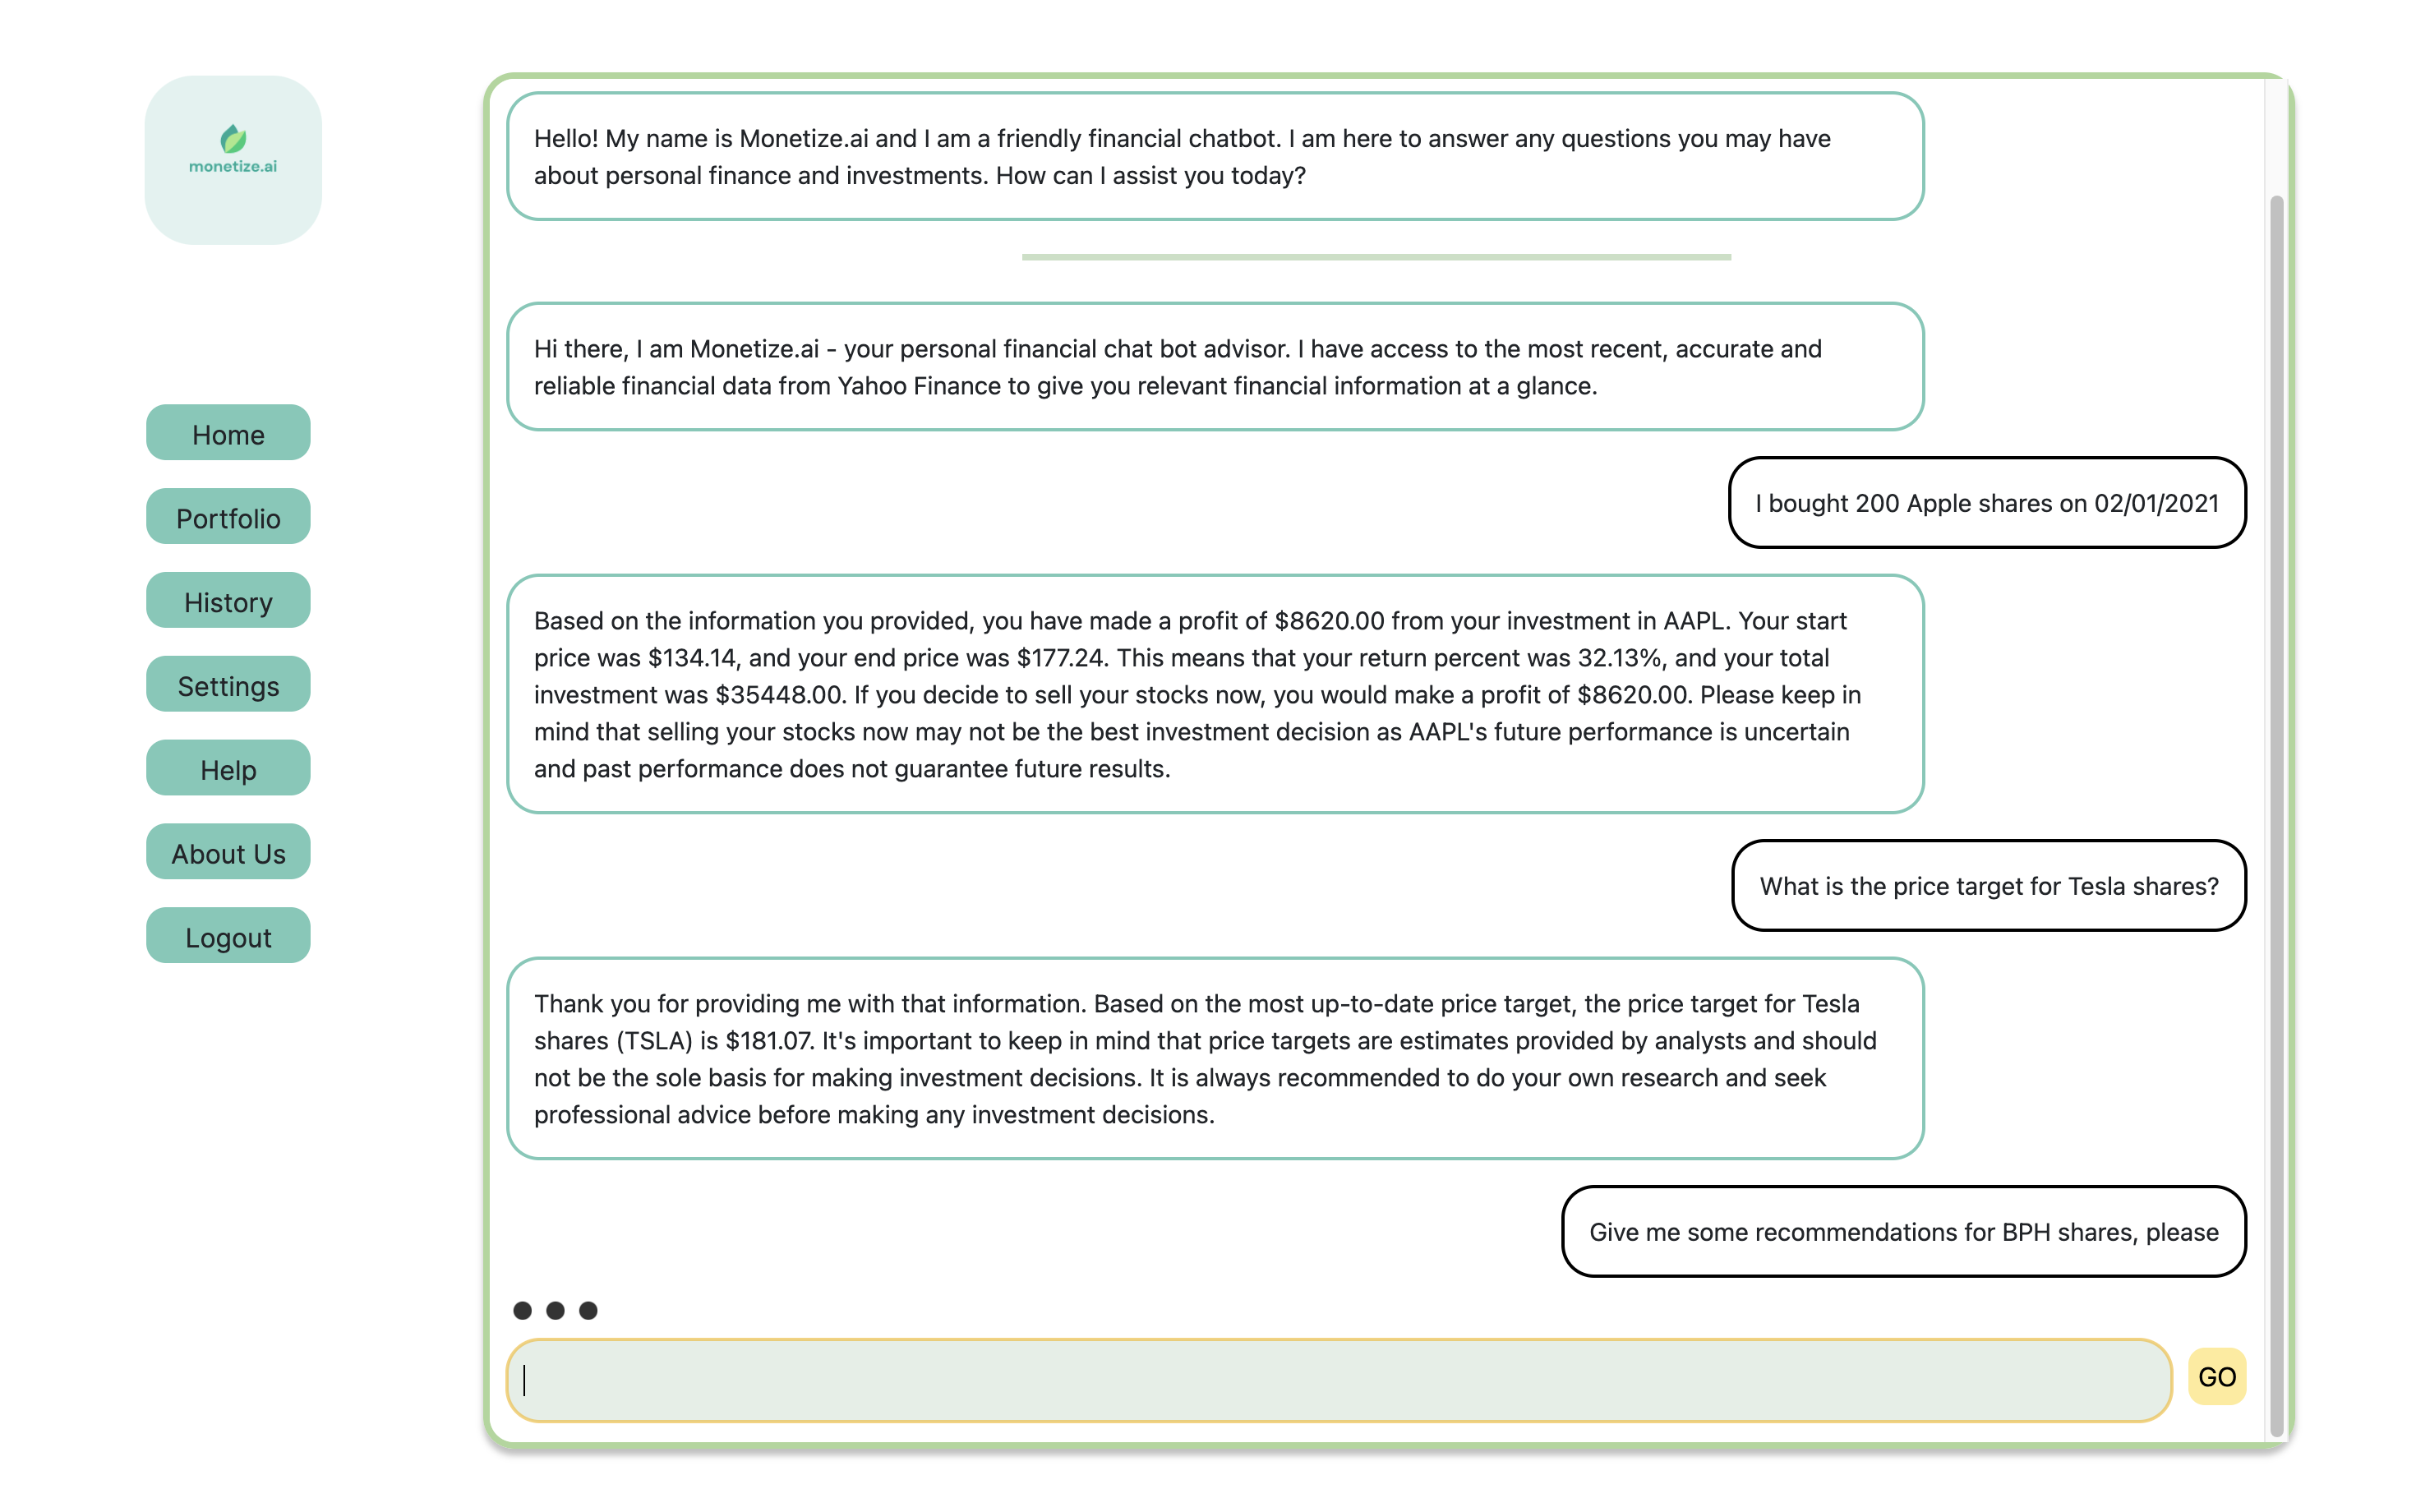 monetize.ai
Home
Portfolio
History
Settings
Help
About Us
Logout
Hello! My name is Monetize.ai and I am a friendly financial chatbot. I am here to answer any questions you may have
about personal finance and investments. How can I assist you today?
Hi there, I am Monetize.ai - your personal financial chat bot advisor. I have access to the most recent, accurate and
reliable financial data from Yahoo Finance to give you relevant financial information at a glance.
I bought 200 Apple shares on 02/01/2021
Based on the information you provided, you have made a profit of $8620.00 from your investment in AAPL. Your start
price was $134.14, and your end price was $177.24. This means that your return percent was 32.13%, and your total
investment was $35448.00. If you decide to sell your stocks now, you would make a profit of $8620.00. Please keep in
mind that selling your stocks now may not be the best investment decision as AAPL's future performance is uncertain
and past performance does not guarantee future results.
What is the price target for Tesla shares?
Thank you for providing me with that information. Based on the most up-to-date price target, the price target for Tesla
shares (TSLA) is $181.07. It's important to keep in mind that price targets are estimates provided by analysts and should
not be the sole basis for making investment decisions. It is always recommended to do your own research and seek
professional advice before making any investment decisions.
Give me some recommendations for BPH shares, please
GO